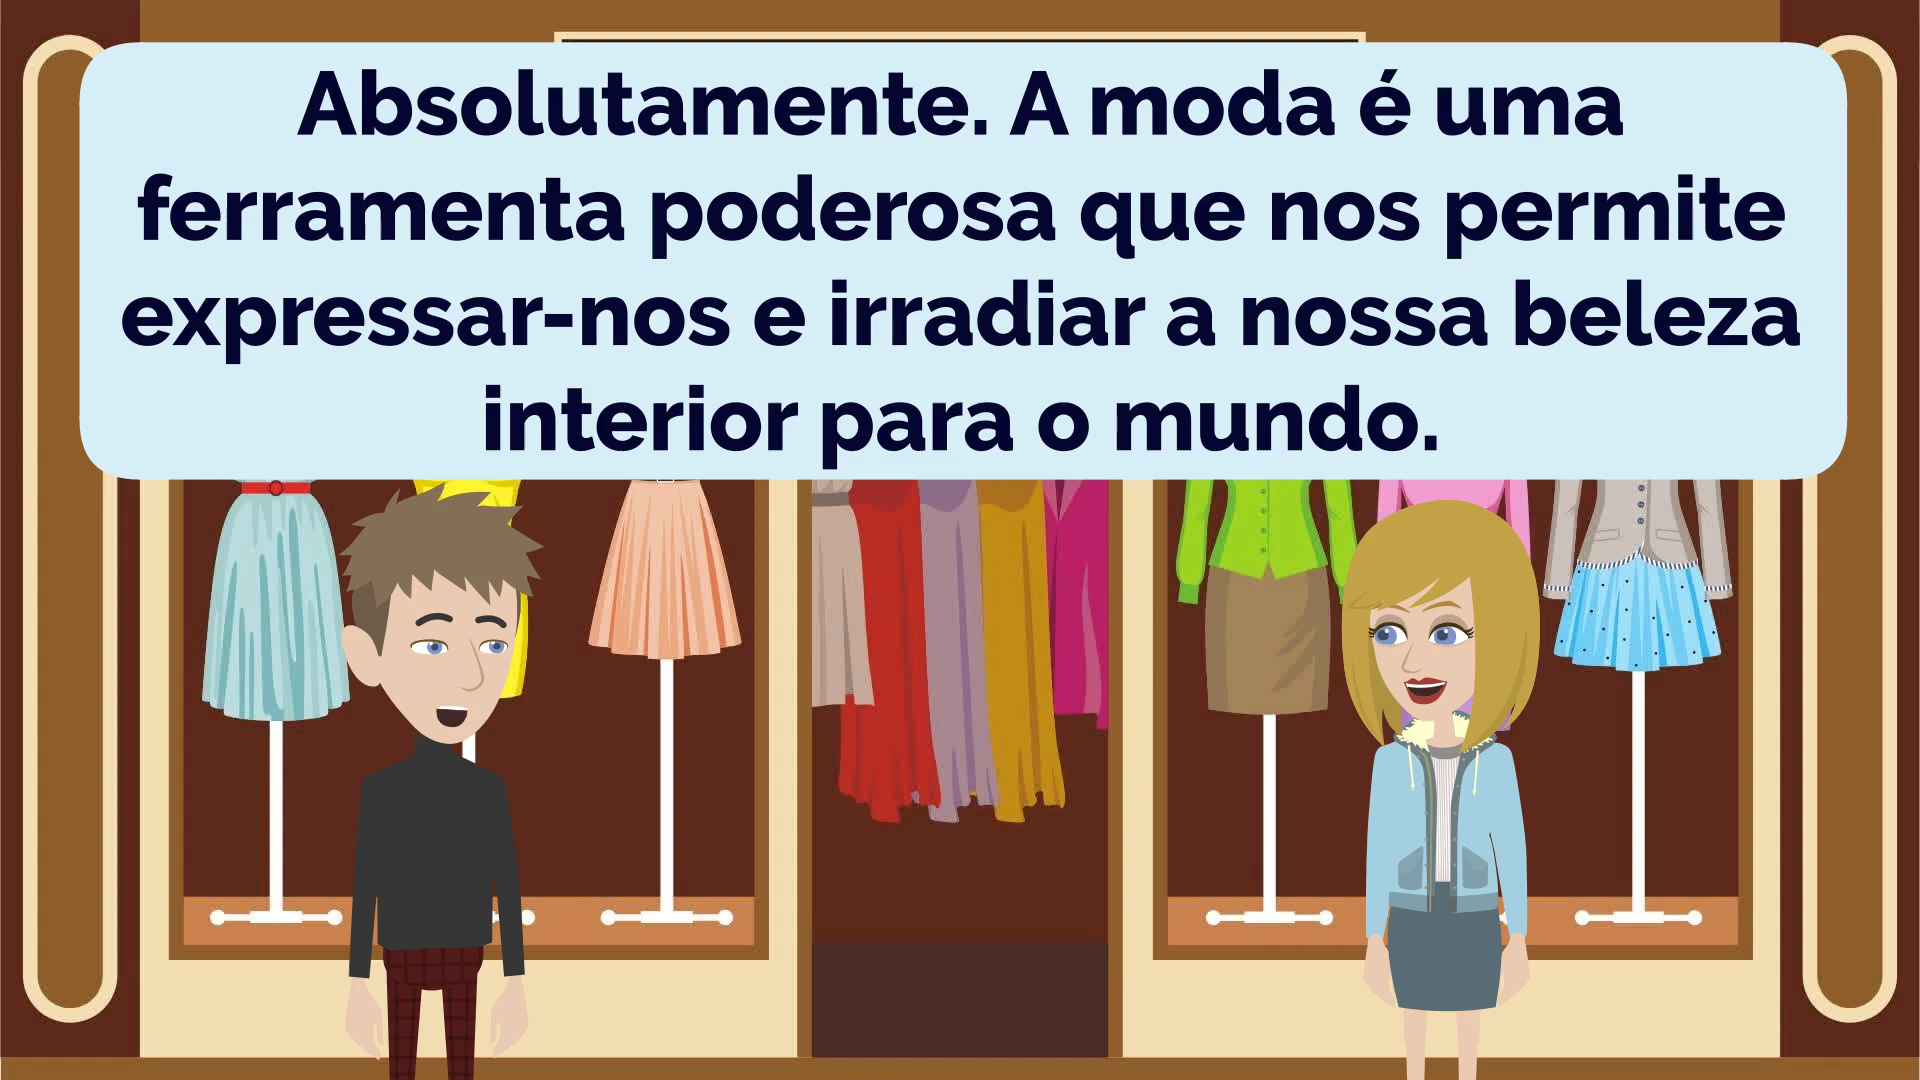 Absolutamente. A moda é uma
ferramenta poderosa que nos permite
expressar-nos e irradiar a nossa beleza
interior para o mundo.